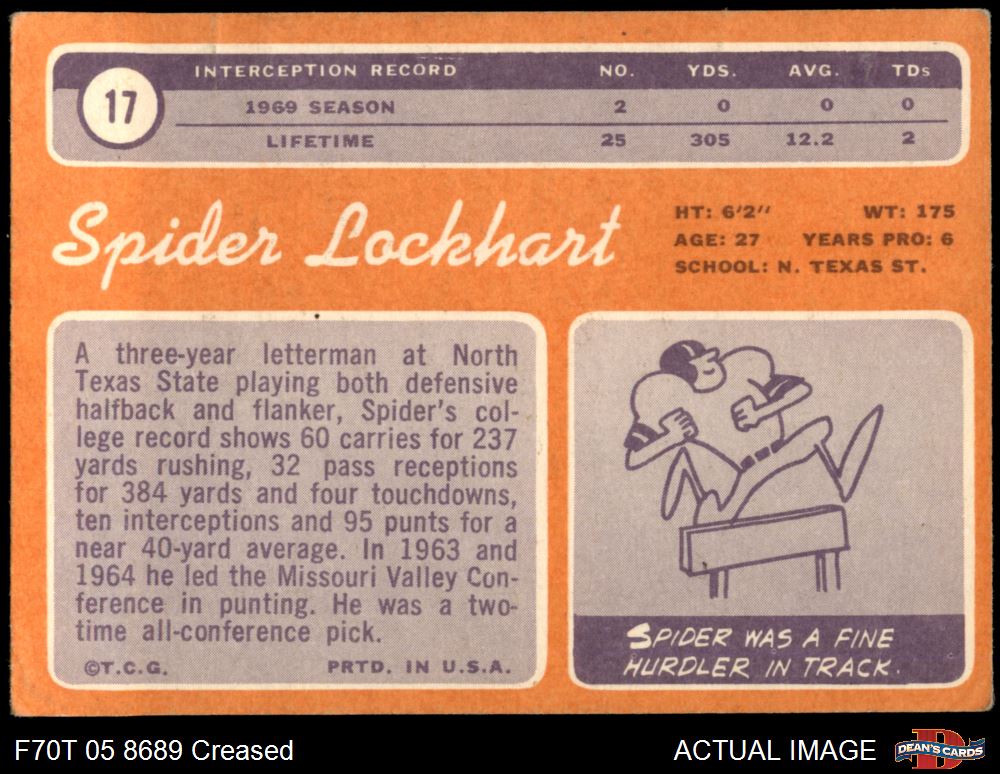 17
INTERCEPTION RECORD NO. YDS. AVG. TDs
1969 SEASON 2 0 0 0
LIFETIME 25 305 12.2 2
Spider Lockhart
HT: 6'2" WT: 175
AGE: 27 YEARS PRO: 6
SCHOOL: N. TEXAS ST.
A three-year letterman at North
Texas State playing both defensive
halfback and flanker, Spider's col-
lege record shows 60 carries for 237
yards rushing, 32 pass receptions
for 384 yards and four touchdowns,
ten interceptions and 95 punts for a
near 40-yard average. In 1963 and
1964 he led the Missouri Valley Con-
ference in punting. He was a two-
time all-conference pick.
©T.C.G. PRTD. IN U.S.A.
SPIDER WAS A FINE
HURDLER IN TRACK.
F70T 05 8689 Creased
ACTUAL IMAGE
D
DEAN'S CARDS